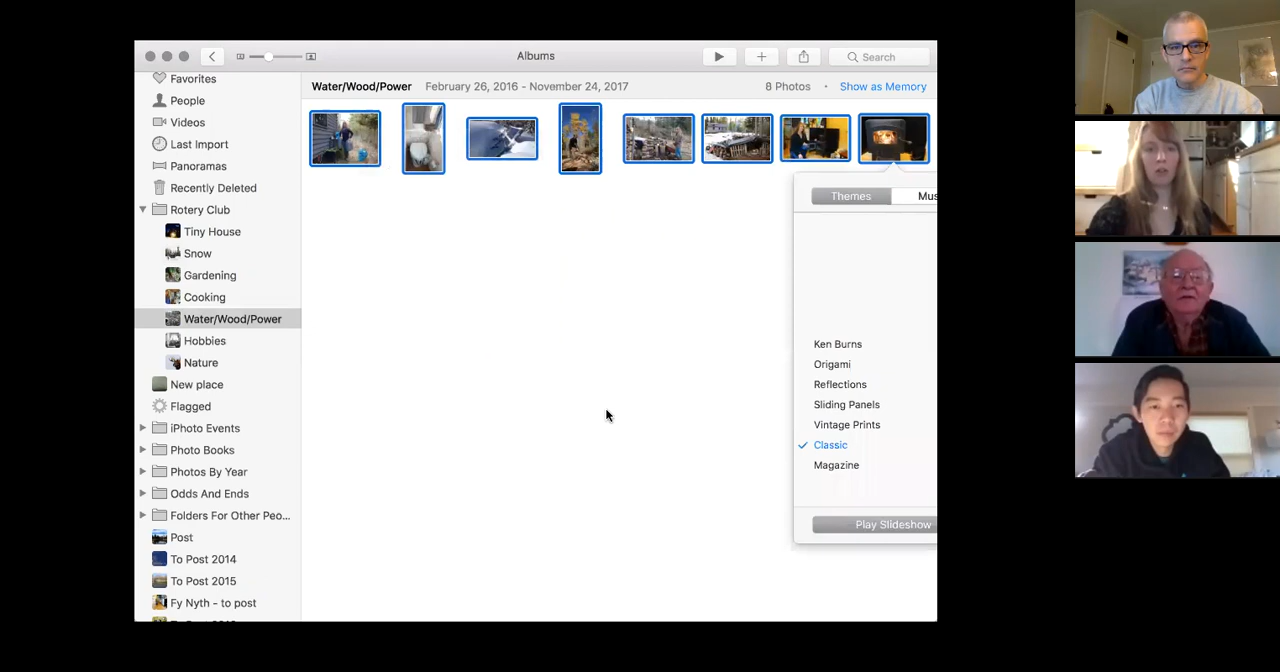 Albums
Search
Favorites
People
Videos
Last Import
Panoramas
Recently Deleted
Rotery Club
Tiny House
Snow
Gardening
Cooking
Water/Wood/Power
Hobbies
Nature
New place
Flagged
iPhoto Events
Photo Books
Photos By Year
Odds And Ends
Folders For Other Peo...
Post
To Post 2014
To Post 2015
Fy Nyth - to post
Water/Wood/Power February 26, 2016 - November 24, 2017 8 Photos · Show as Memory
Themes Mus
Ken Burns
Origami
Reflections
Sliding Panels
Vintage Prints
Classic
Magazine
Play Slideshow